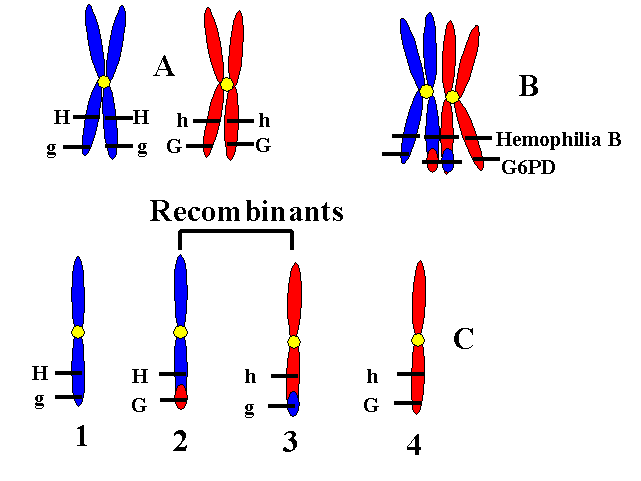 A
B
H H
h h
g g
G G
Hemophilia B
G6PD
Recombinants
C
H
g
H
G
h
g
h
G
1 2 3 4